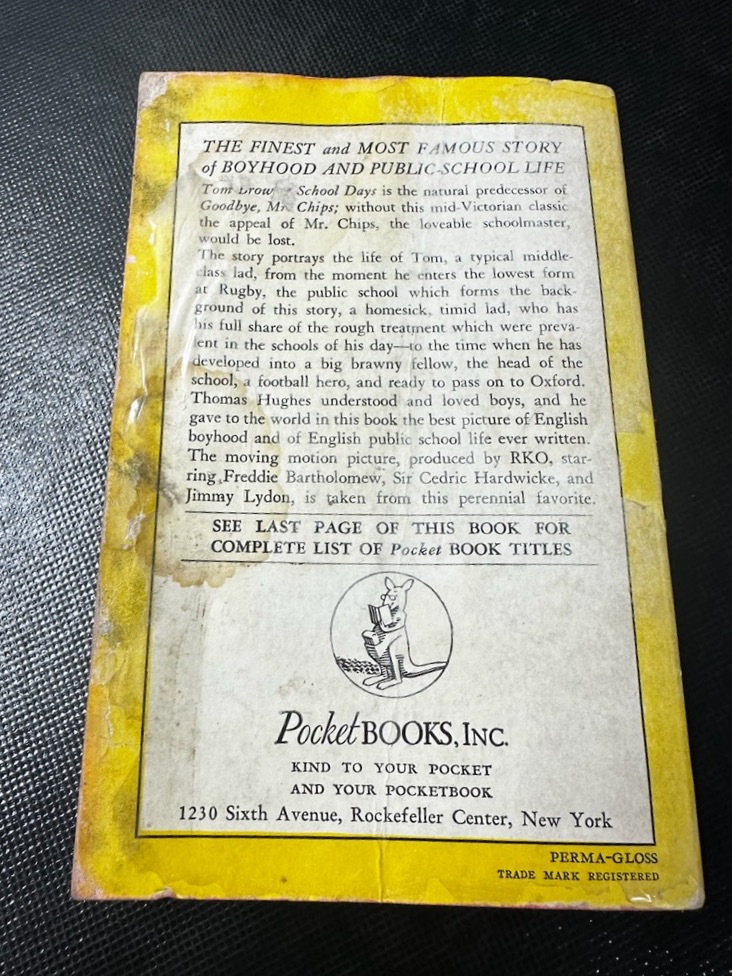 THE FINEST and MOST FAMOUS STORY
of BOYHOOD AND PUBLIC-SCHOOL LIFE
Tom Brown's School Days is the natural predecessor of
Goodbye, Mr. Chips; without this mid-Victorian classic
the appeal of Mr. Chips, the loveable schoolmaster,
would be lost.
The story portrays the life of Tom, a typical middle-
class lad, from the moment he enters the lowest form
at Rugby, the public school which forms the back-
ground of this story, a homesick, timid lad, who has
his full share of the rough treatment which were preva-
lent in the schools of his day—to the time when he has
developed into a big brawny fellow, the head of the
school, a football hero, and ready to pass on to Oxford.
Thomas Hughes understood and loved boys, and he
gave to the world in this book the best picture of English
boyhood and of English public school life ever written.
The moving motion picture, produced by RKO, star-
ring Freddie Bartholomew, Sir Cedric Hardwicke, and
Jimmy Lydon, is taken from this perennial favorite.
SEE LAST PAGE OF THIS BOOK FOR
COMPLETE LIST OF Pocket BOOK TITLES
Pocket BOOKS, INC.
KIND TO YOUR POCKET
AND YOUR POCKETBOOK
1230 Sixth Avenue, Rockefeller Center, New York
PERMA-GLOSS
TRADE MARK REGISTERED